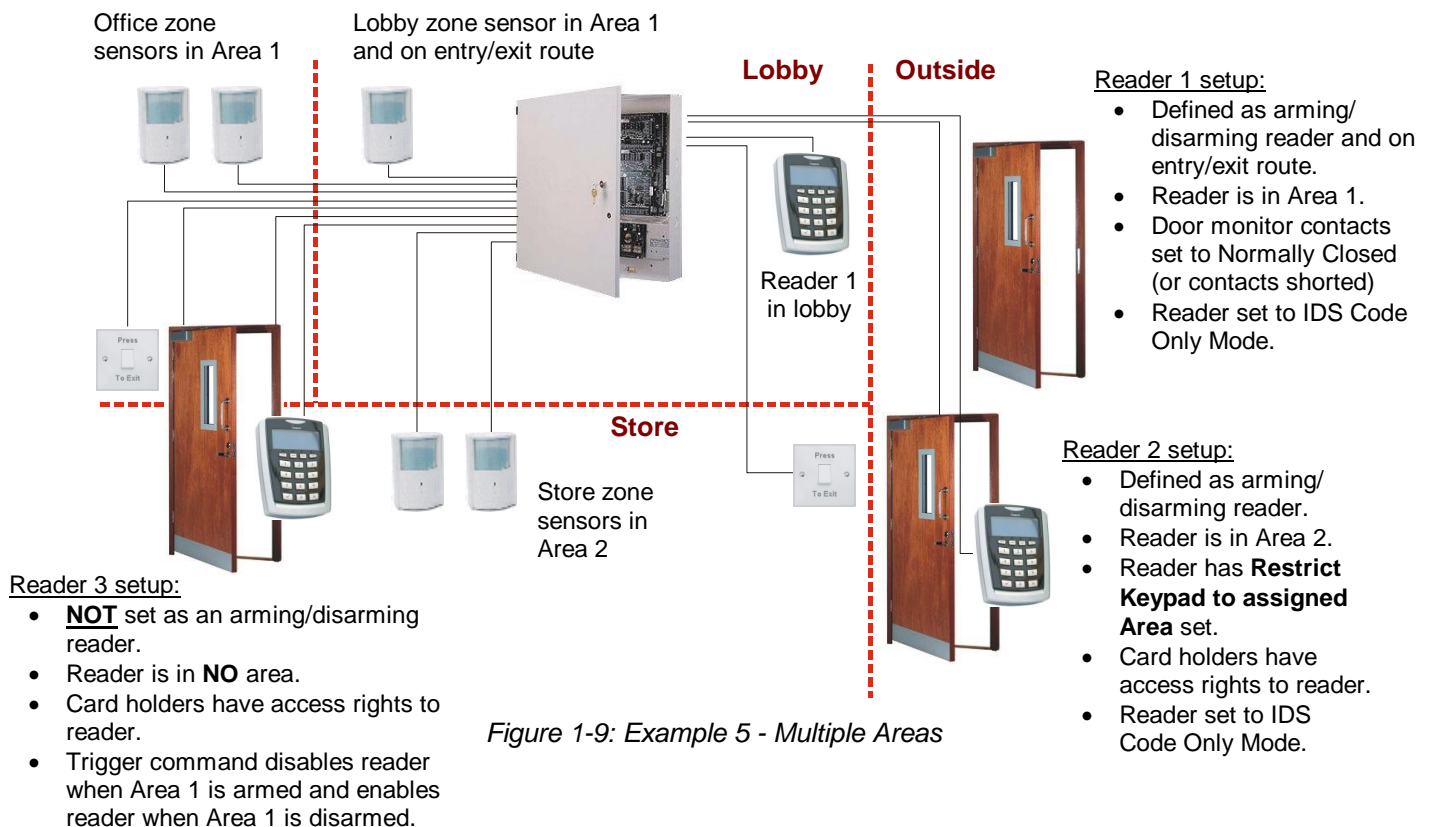 Office zone
sensors in Area 1
Lobby zone sensor in Area 1
and on entry/exit route
Lobby
Outside
Reader 1 setup:
• Defined as arming/
disarming reader and on
entry/exit route.
• Reader is in Area 1.
• Door monitor contacts
set to Normally Closed
(or contacts shorted)
• Reader set to IDS Code
Only Mode.
Reader 1
in lobby
Press
To Exit
Store
Store zone
sensors in
Area 2
Press
To Exit
Reader 2 setup:
• Defined as arming/
disarming reader.
• Reader is in Area 2.
• Reader has Restrict
Keypad to assigned
Area set.
• Card holders have
access rights to reader.
• Reader set to IDS
Code Only Mode.
Reader 3 setup:
• NOT set as an arming/disarming
reader.
• Reader is in NO area.
• Card holders have access rights to
reader.
• Trigger command disables reader
when Area 1 is armed and enables
reader when Area 1 is disarmed.
Figure 1-9: Example 5 - Multiple Areas